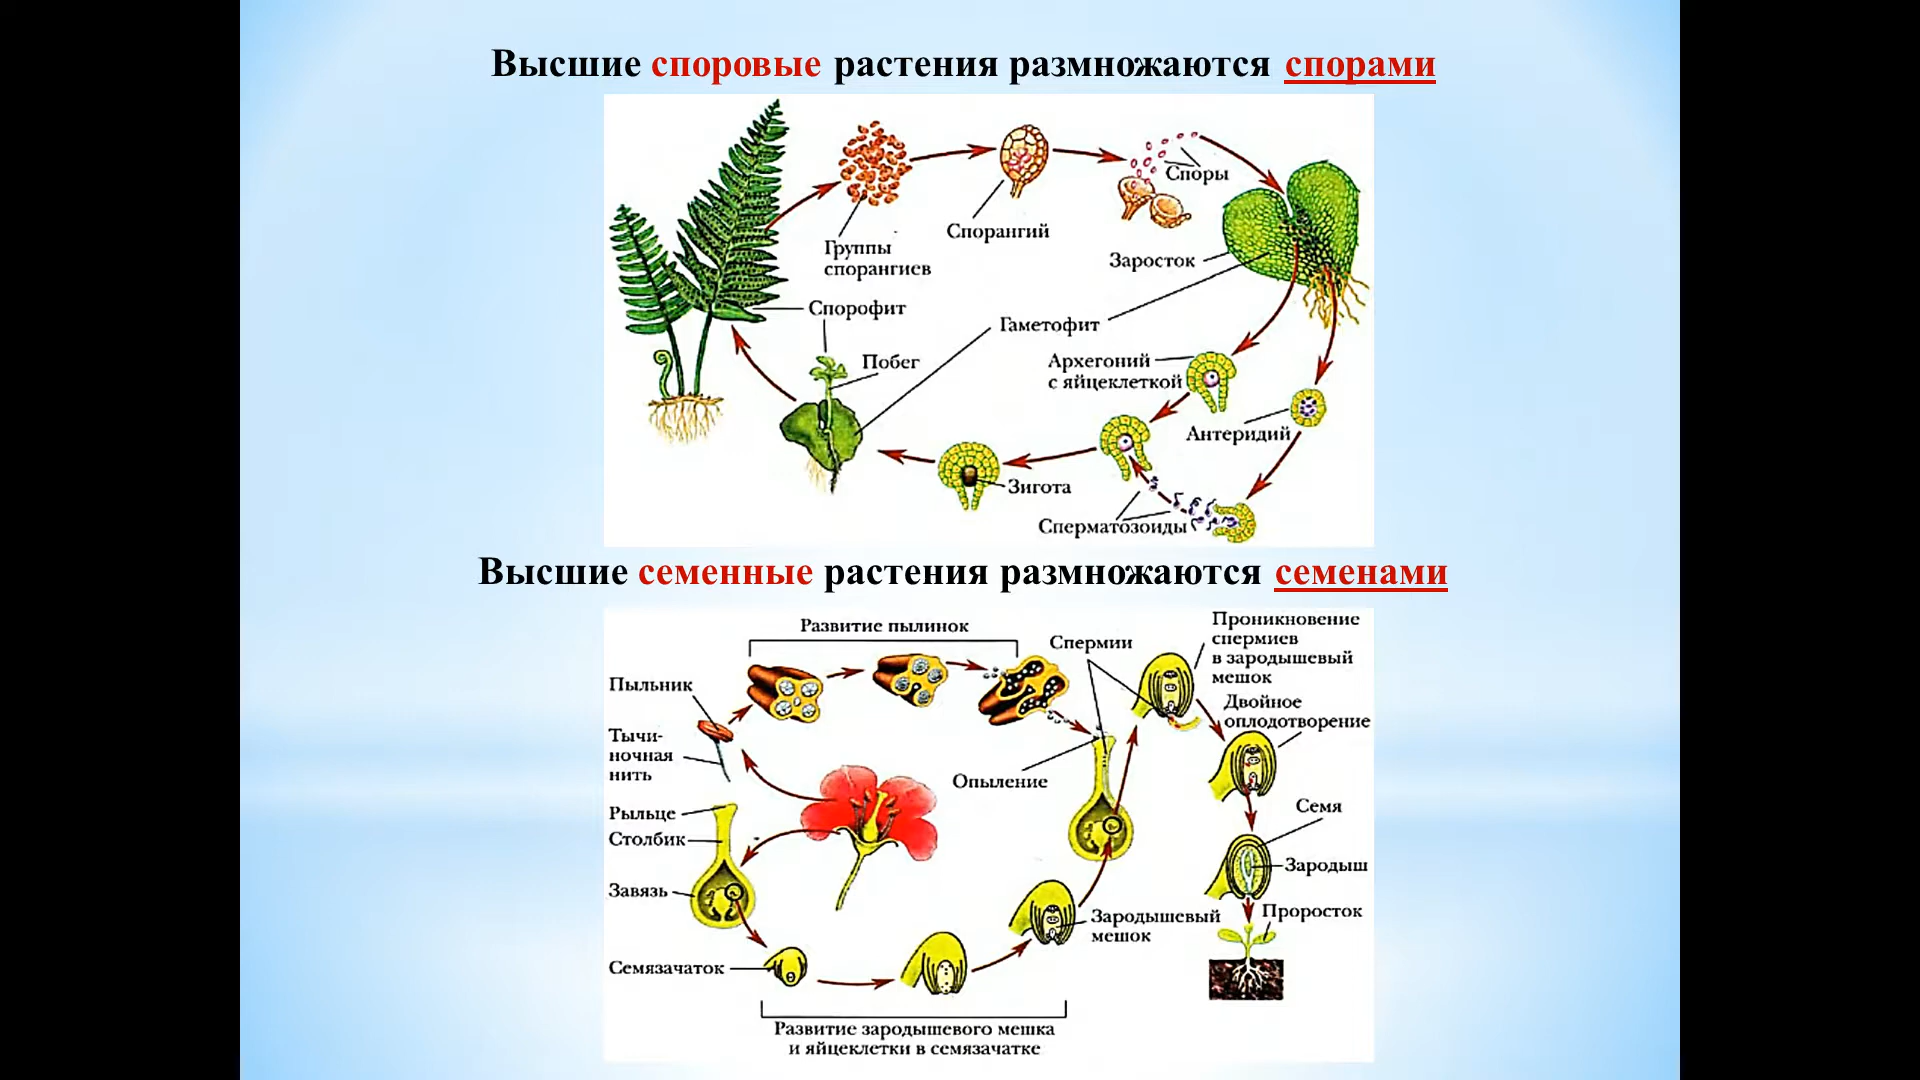 Высшие споровые растения размножаются спорами
Споры
Спорангий
Группы
спорангиев
Заросток
Спорофит
Гаметофит
Побег
Архегоний
с яйцеклеткой
Антеридий
Зигота
Сперматозоиды
Высшие семенные растения размножаются семенами
Развитие пылинок
Спермии
Проникновение
спермиев
в зародышевый
мешок
Пыльник
Двойное
оплодотворение
Тычи-
ночная
нить
Опыление
Рыльце
Столбик
Семя
Завязь
Зародыш
Зародышевый
мешок
Проросток
Семязачаток
Развитие зародышевого мешка
и яйцеклетки в семязачатке